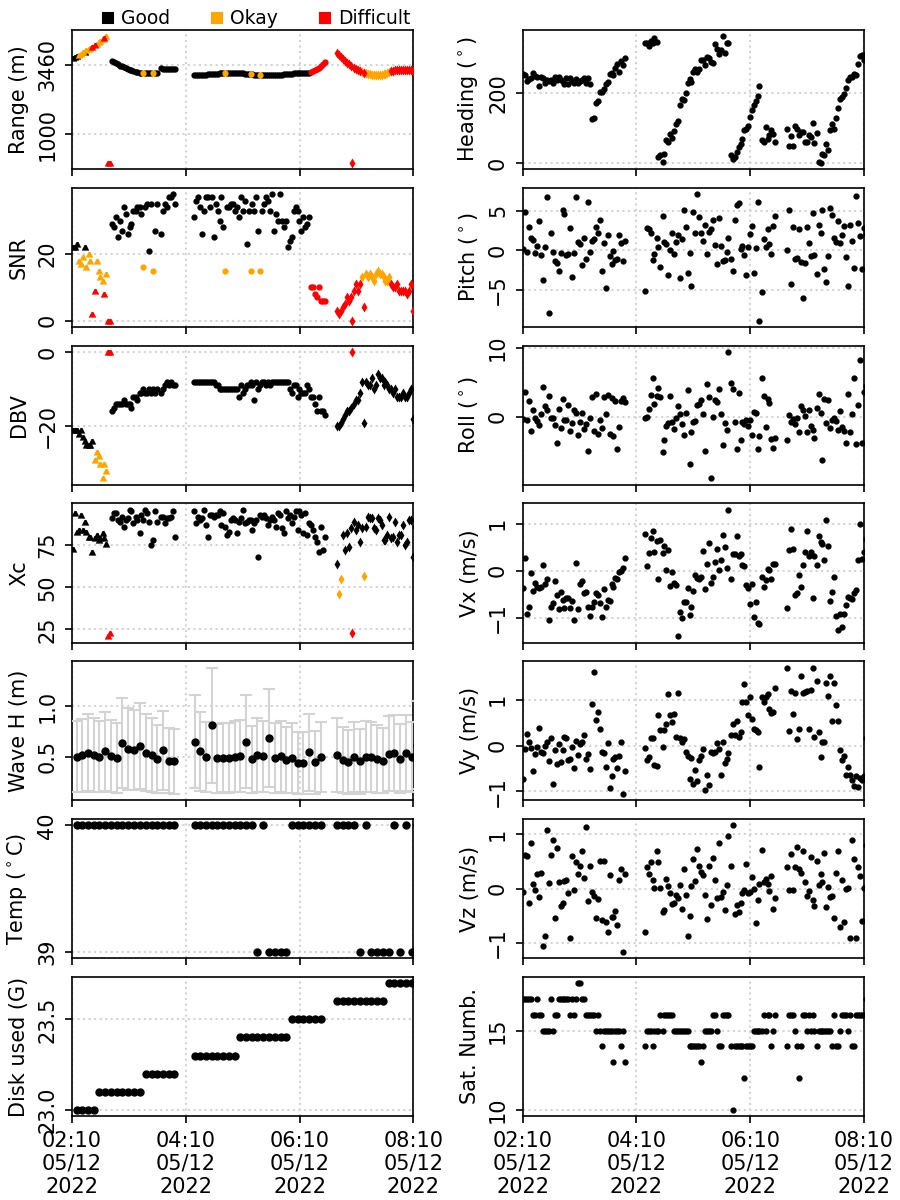 Good Okay Difficult
Range (m)
3460
1000
Heading (°)
200
0
SNR
20
0
Pitch (°)
5
0
−5
DBV
0
−20
Roll (°)
10
0
Xc
75
50
25
Vx (m/s)
1
0
−1
Wave H (m)
1.0
0.5
Vy (m/s)
1
0
−1
Temp (°C)
40
39
Vz (m/s)
1
0
−1
Disk used (G)
23.5
23.0
Sat. Numb.
15
10
02:10 04:10 06:10 08:10
05/12 05/12 05/12 05/12
2022 2022 2022 2022
02:10 04:10 06:10 08:10
05/12 05/12 05/12 05/12
2022 2022 2022 2022